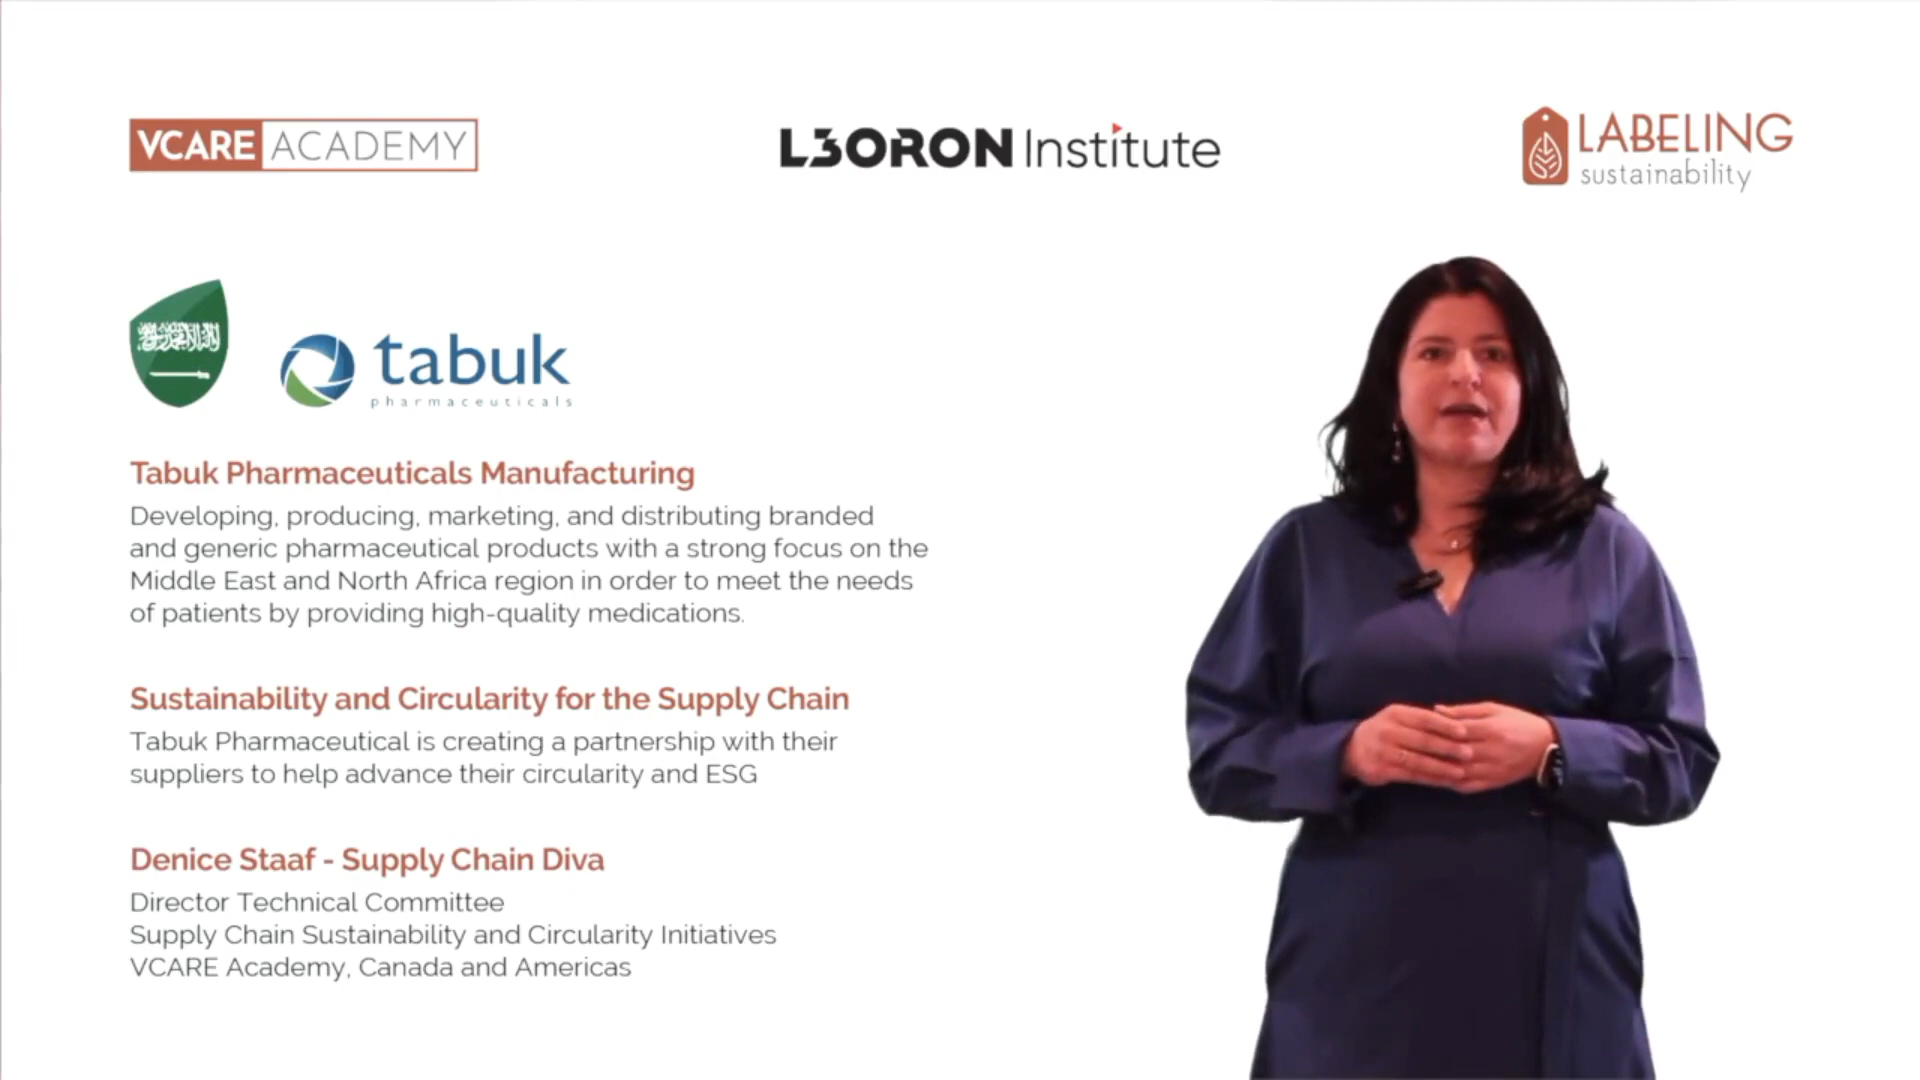 VCARE ACADEMY
L3ORON Institute
LABELING
sustainability
tabuk
pharmaceuticals
Tabuk Pharmaceuticals Manufacturing
Developing, producing, marketing, and distributing branded
and generic pharmaceutical products with a strong focus on the
Middle East and North Africa region in order to meet the needs
of patients by providing high-quality medications.
Sustainability and Circularity for the Supply Chain
Tabuk Pharmaceutical is creating a partnership with their
suppliers to help advance their circularity and ESG
Denice Staaf - Supply Chain Diva
Director Technical Committee
Supply Chain Sustainability and Circularity Initiatives
VCARE Academy, Canada and Americas